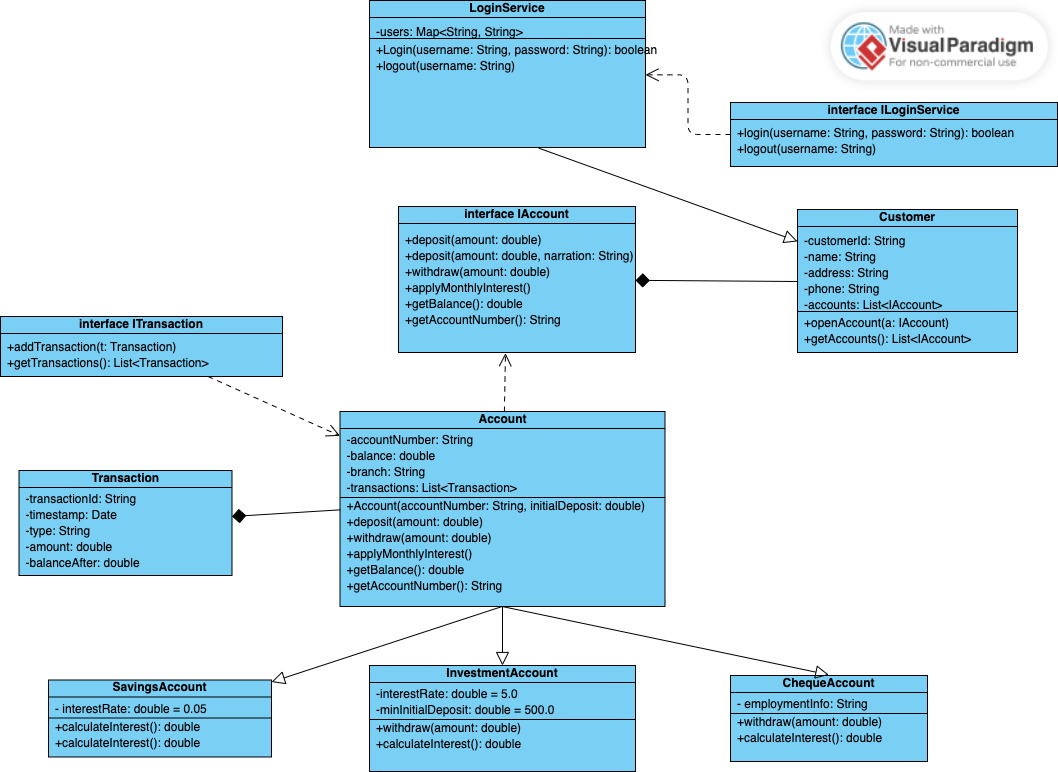 LoginService
-users: Map<String, String>
+Login(username: String, password: String): boolean
+logout(username: String)
Made with
VisualParadigm
For non-commercial use
interface ILoginService
+login(username: String, password: String): boolean
+logout(username: String)
interface IAccount
+deposit(amount: double)
+deposit(amount: double, narration: String)
+withdraw(amount: double)
+applyMonthlyInterest()
+getBalance(): double
+getAccountNumber(): String
Customer
-customerId: String
-name: String
-address: String
-phone: String
-accounts: List<IAccount>
+openAccount(a: IAccount)
+getAccounts(): List<IAccount>
interface ITransaction
+addTransaction(t: Transaction)
+getTransactions(): List<Transaction>
Account
-accountNumber: String
-balance: double
-branch: String
-transactions: List<Transaction>
+Account(accountNumber: String, initialDeposit: double)
+deposit(amount: double)
+withdraw(amount: double)
+applyMonthlyInterest()
+getBalance(): double
+getAccountNumber(): String
Transaction
-transactionId: String
-timestamp: Date
-type: String
-amount: double
-balanceAfter: double
SavingsAccount
- interestRate: double = 0.05
+calculateInterest(): double
+calculateInterest(): double
InvestmentAccount
-interestRate: double = 5.0
-minInitialDeposit: double = 500.0
+withdraw(amount: double)
+calculateInterest(): double
ChequeAccount
- employmentInfo: String
+withdraw(amount: double)
+calculateInterest(): double